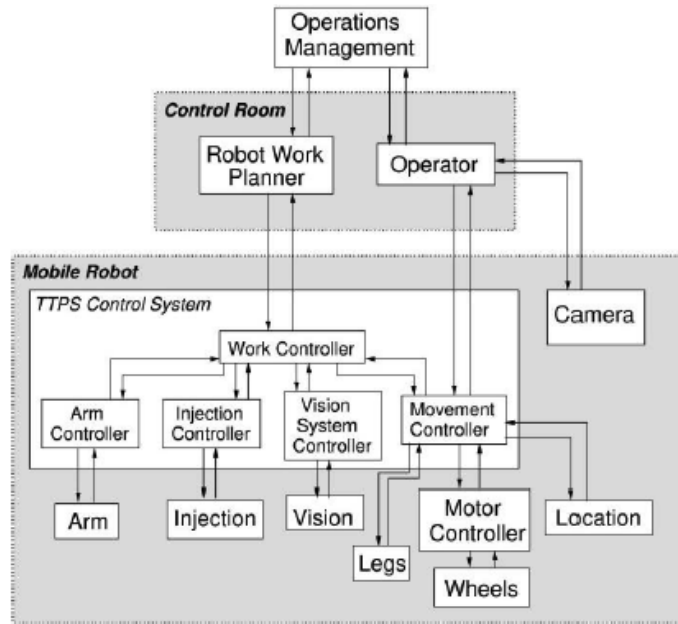 Operations
Management
Control Room
Robot Work
Planner
Operator
Mobile Robot
TTPS Control System
Camera
Work Controller
Arm
Controller
Injection
Controller
Vision
System
Controller
Movement
Controller
Arm
Injection
Vision
Legs
Motor
Controller
Location
Wheels